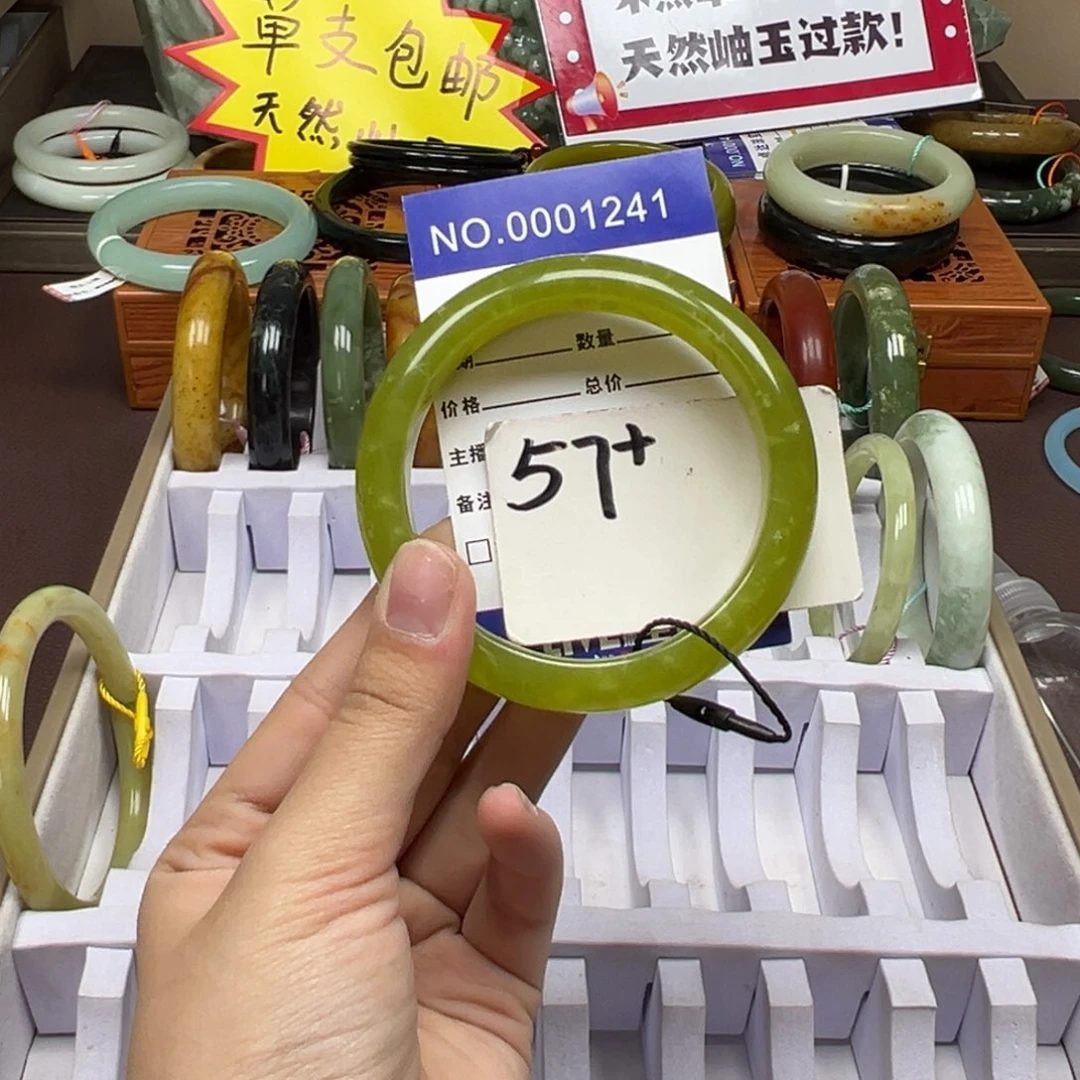 单支包邮
天然
天然岫玉过款!
NO.0001241
数量
价格 总价
主播
备注
57+